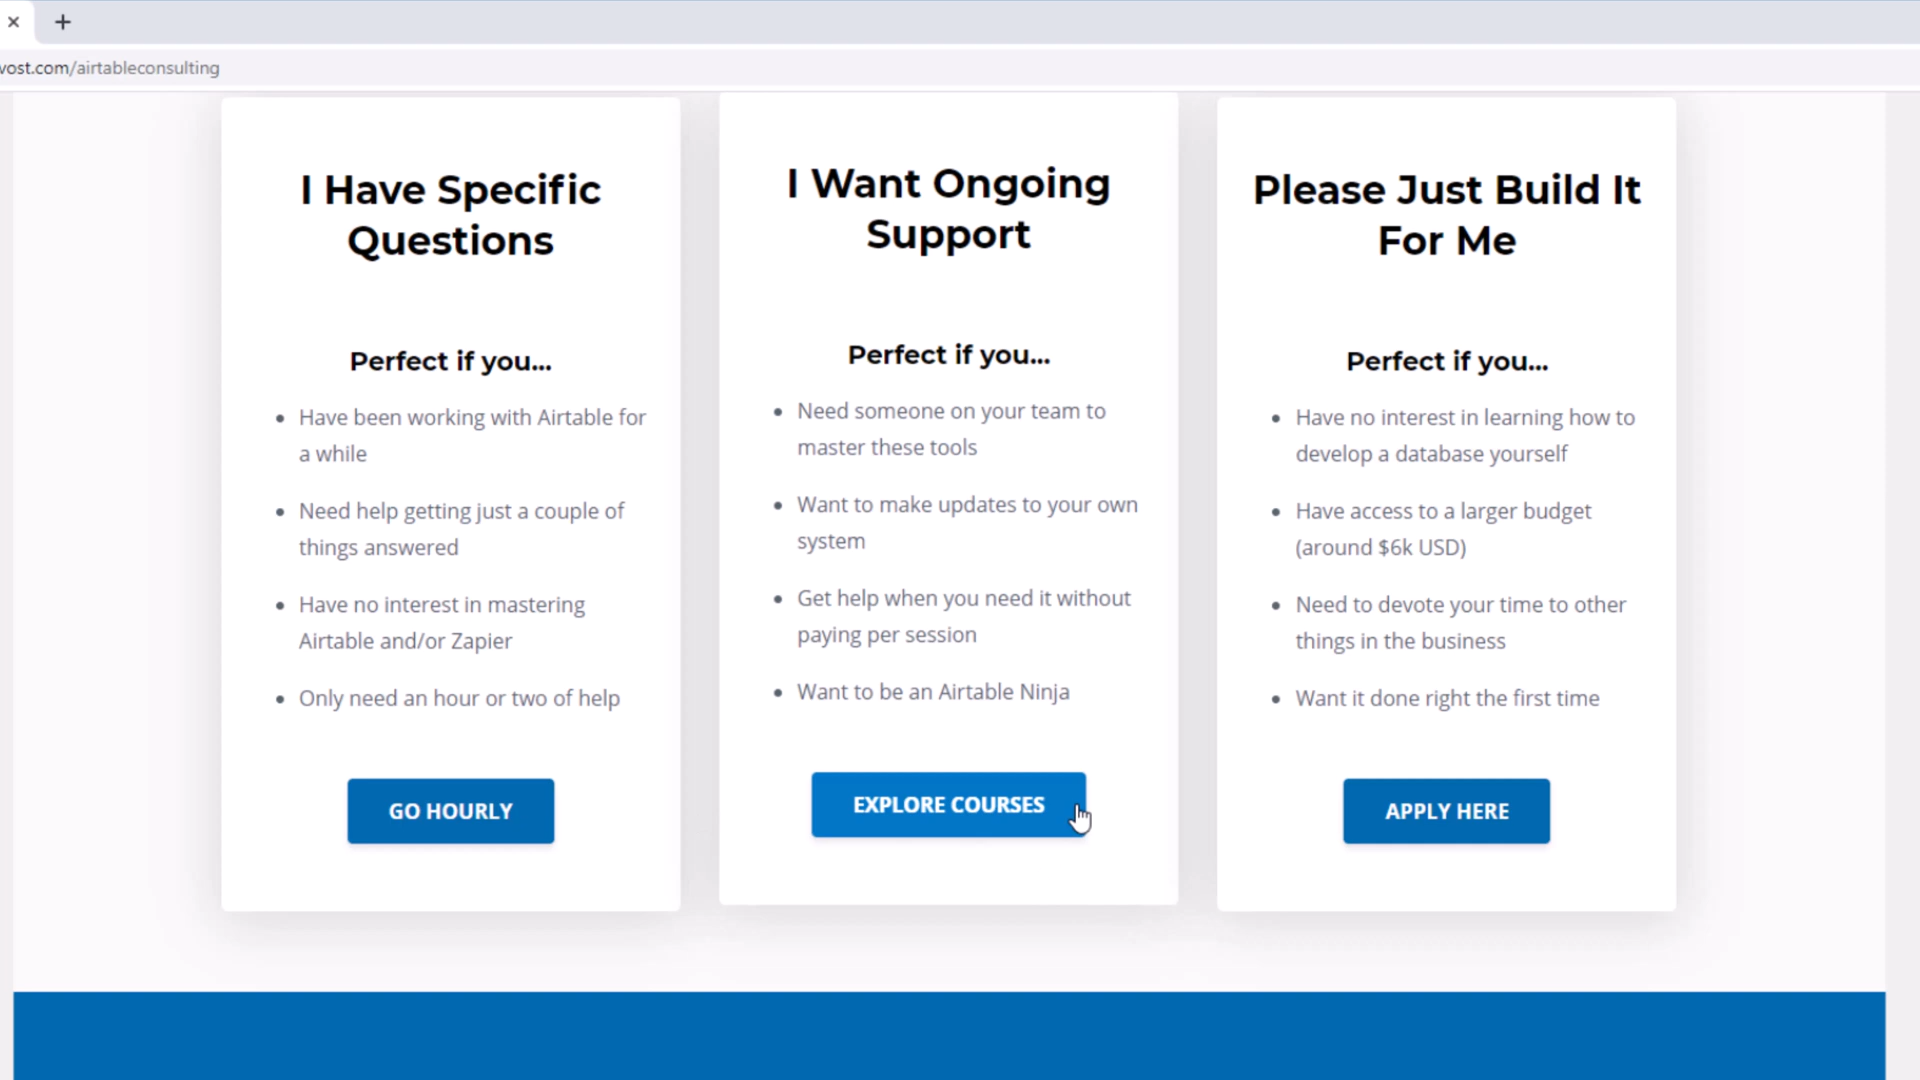 vost.com/airtableconsulting
I Have Specific
Questions
Perfect if you...
• Have been working with Airtable for
a while
• Need help getting just a couple of
things answered
• Have no interest in mastering
Airtable and/or Zapier
• Only need an hour or two of help
GO HOURLY
I Want Ongoing
Support
Perfect if you...
• Need someone on your team to
master these tools
• Want to make updates to your own
system
• Get help when you need it without
paying per session
• Want to be an Airtable Ninja
EXPLORE COURSES
Please Just Build It
For Me
Perfect if you...
• Have no interest in learning how to
develop a database yourself
• Have access to a larger budget
(around $6k USD)
• Need to devote your time to other
things in the business
• Want it done right the first time
APPLY HERE